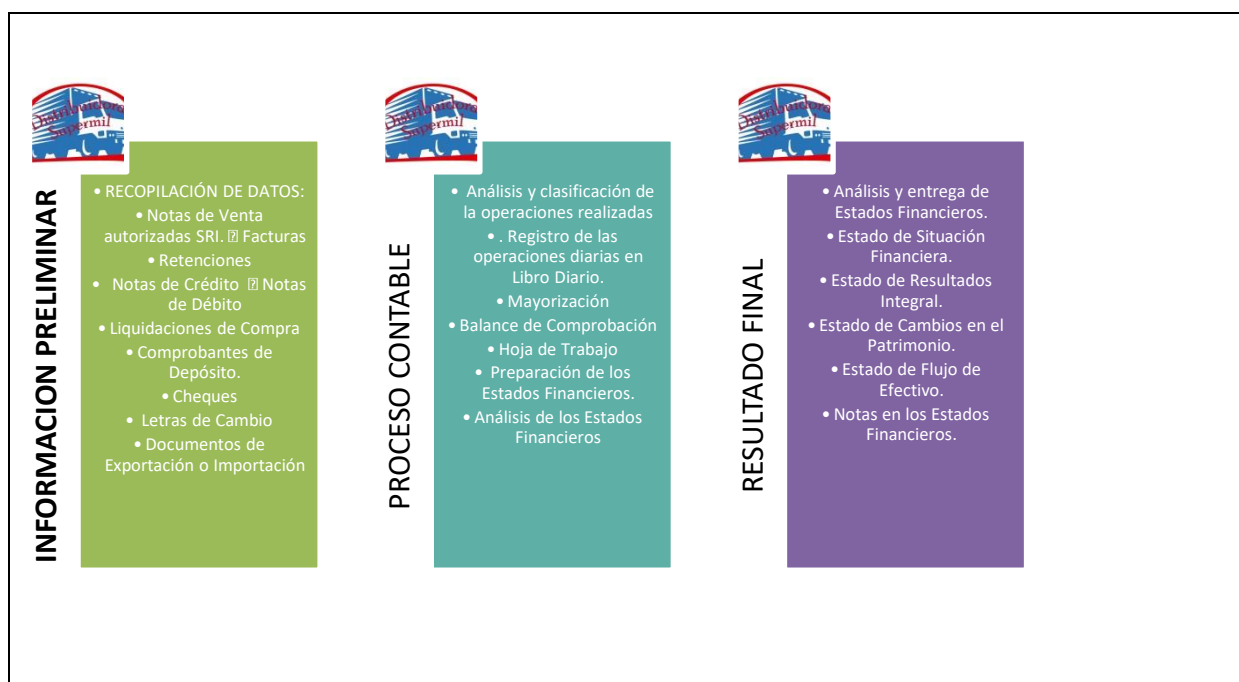 Distribuidora
Supermil
INFORMACION PRELIMINAR
• RECOPILACIÓN DE DATOS:
• Notas de Venta
autorizadas SRI. ⍰ Facturas
• Retenciones
• Notas de Crédito ⍰ Notas
de Débito
• Liquidaciones de Compra
• Comprobantes de
Depósito.
• Cheques
• Letras de Cambio
• Documentos de
Exportación o Importación
Distribuidora
Supermil
PROCESO CONTABLE
• Análisis y clasificación de
la operaciones realizadas
• . Registro de las
operaciones diarias en
Libro Diario.
• Mayorización
• Balance de Comprobación
• Hoja de Trabajo
• Preparación de los
Estados Financieros.
• Análisis de los Estados
Financieros
Distribuidora
Supermil
RESULTADO FINAL
• Análisis y entrega de
Estados Financieros.
• Estado de Situación
Financiera.
• Estado de Resultados
Integral.
• Estado de Cambios en el
Patrimonio.
• Estado de Flujo de
Efectivo.
• Notas en los Estados
Financieros.